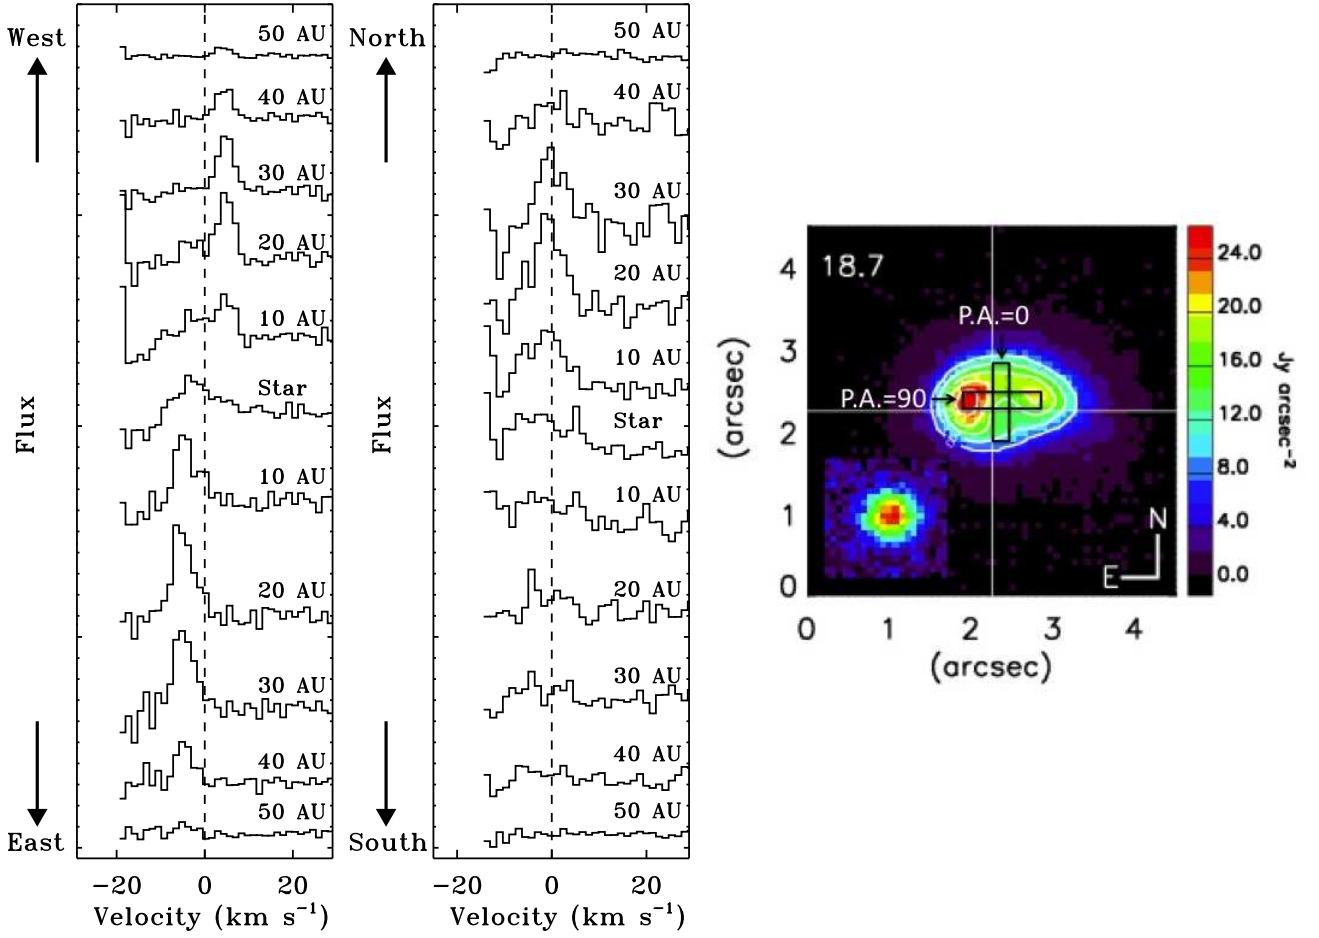 West
50 AU
40 AU
30 AU
20 AU
10 AU
Star
10 AU
20 AU
30 AU
40 AU
50 AU
East
Flux
−20 0 20
Velocity (km s⁻¹)
North
50 AU
40 AU
30 AU
20 AU
10 AU
Star
10 AU
20 AU
30 AU
40 AU
50 AU
South
Flux
−20 0 20
Velocity (km s⁻¹)
18.7
P.A.=0
P.A.=90
N
E
4
3
2
1
0
(arcsec)
0 1 2 3 4
(arcsec)
24.0
20.0
16.0
12.0
8.0
4.0
0.0
Jy arcsec⁻²